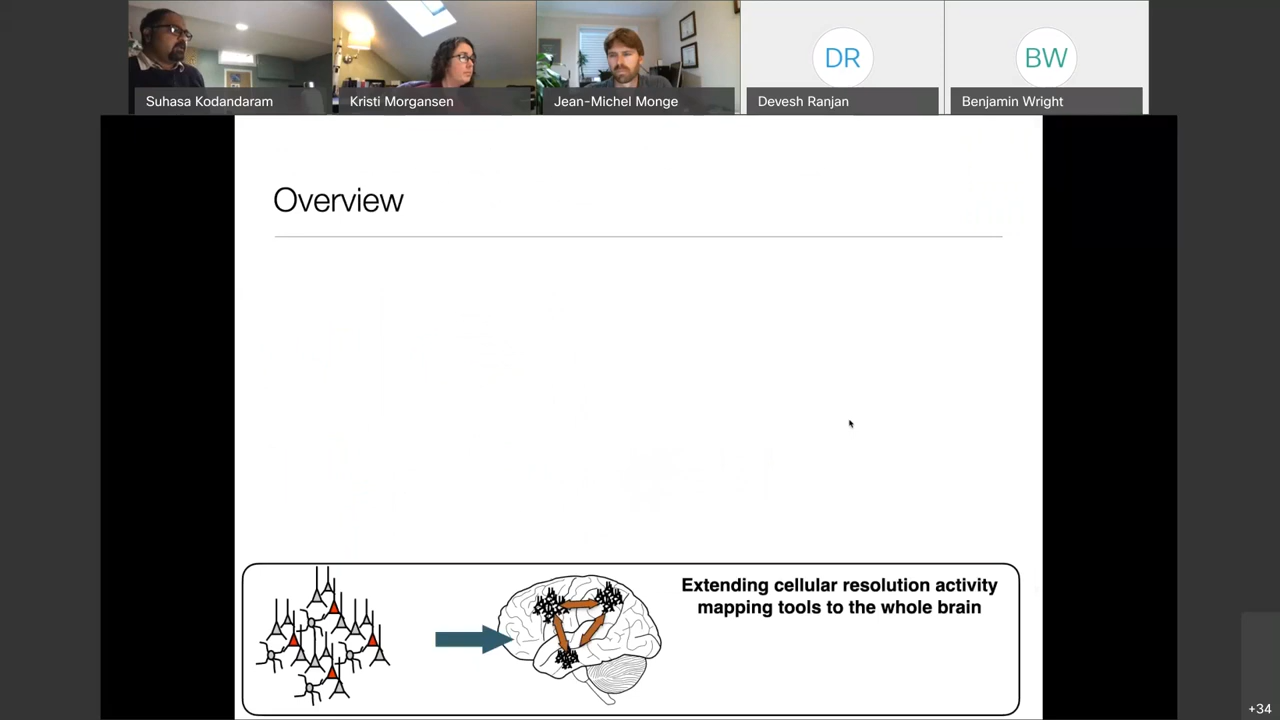 DR
BW
Suhasa Kodandaram
Kristi Morgansen
Jean-Michel Monge
Devesh Ranjan
Benjamin Wright
Overview
Extending cellular resolution activity
mapping tools to the whole brain
+34